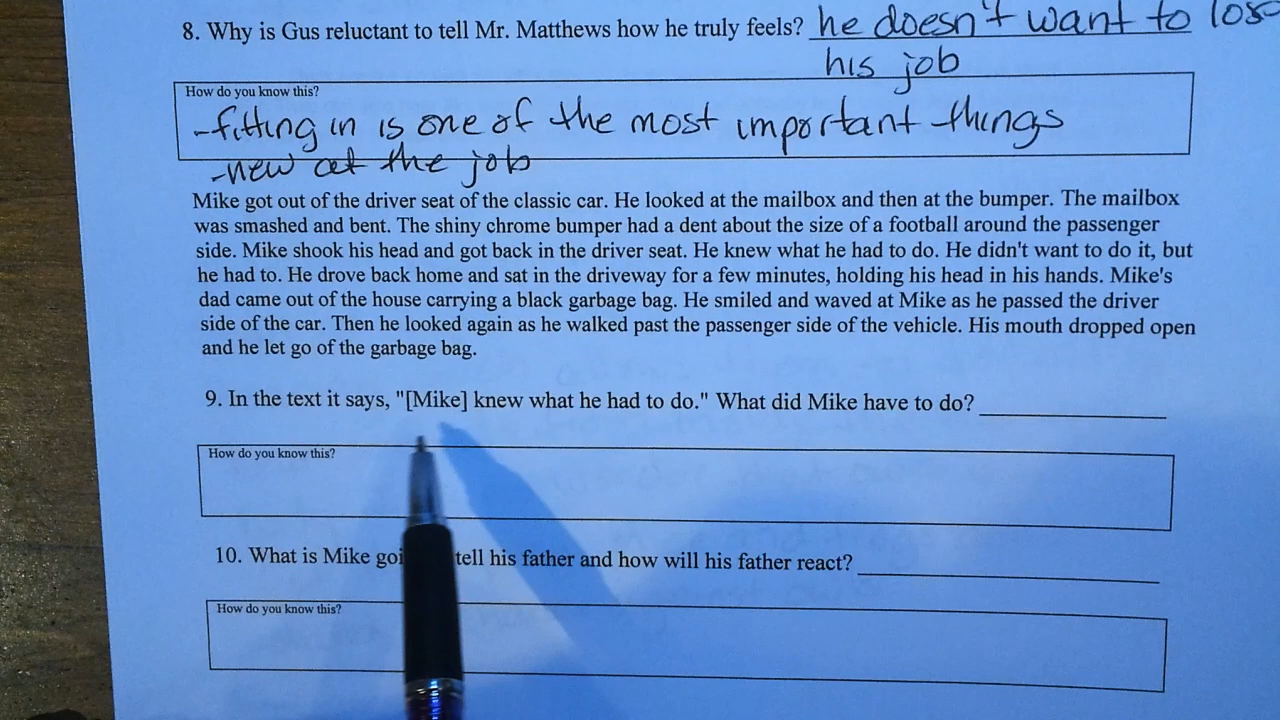 8. Why is Gus reluctant to tell Mr. Matthews how he truly feels? he doesn't want to
his job
How do you know this?
-fitting in is one of the most important things
-new at the job
Mike got out of the driver seat of the classic car. He looked at the mailbox and then at the bumper. The mailbox
was smashed and bent. The shiny chrome bumper had a dent about the size of a football around the passenger
side. Mike shook his head and got back in the driver seat. He knew what he had to do. He didn't want to do it, but
he had to. He drove back home and sat in the driveway for a few minutes, holding his head in his hands. Mike's
dad came out of the house carrying a black garbage bag. He smiled and waved at Mike as he passed the driver
side of the car. Then he looked again as he walked past the passenger side of the vehicle. His mouth dropped open
and he let go of the garbage bag.
9. In the text it says, "[Mike] knew what he had to do." What did Mike have to do?
How do you know this?
10. What is Mike tell his father and how will his father react?
How do you know this?